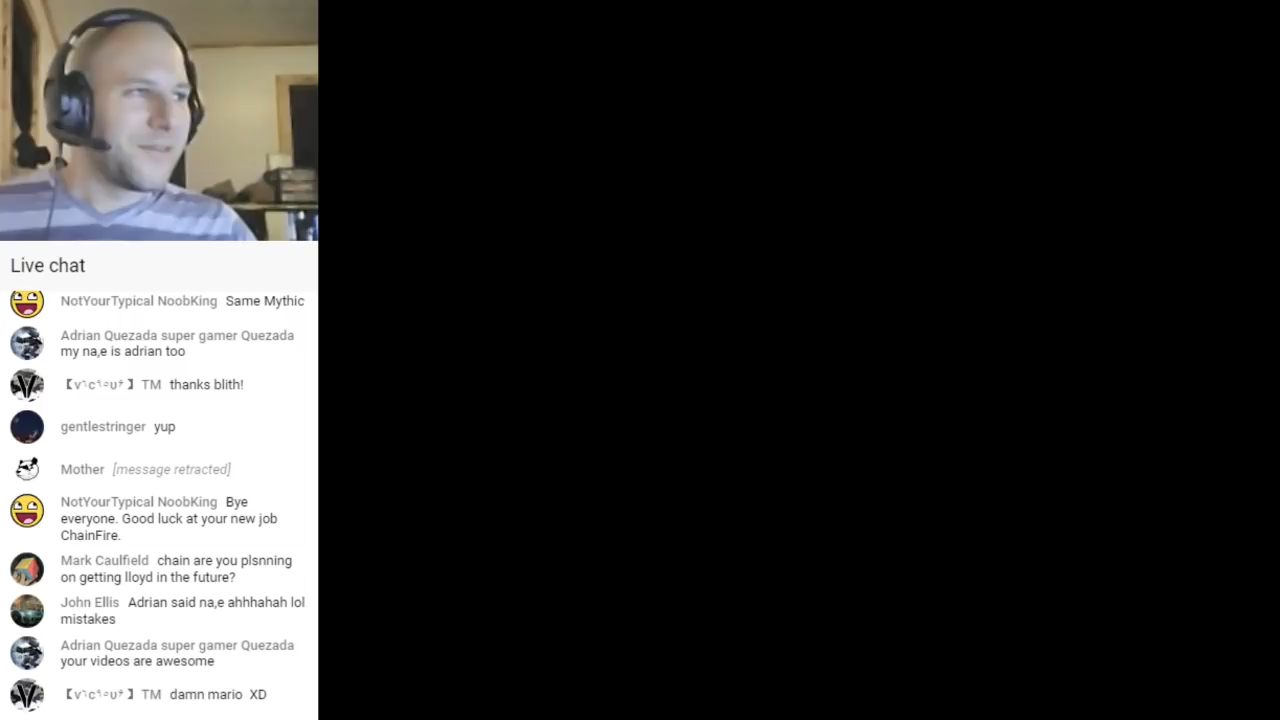 Live chat
NotYourTypical NoobKing Same Mythic
Adrian Quezada super gamer Quezada
my na,e is adrian too
TM thanks blith!
gentlestringer yup
Mother [message retracted]
NotYourTypical NoobKing Bye
everyone. Good luck at your new job
ChainFire.
Mark Caulfield chain are you plsnning
on getting lloyd in the future?
John Ellis Adrian said na,e ahhhahah lol
mistakes
Adrian Quezada super gamer Quezada
your videos are awesome
TM damn mario XD